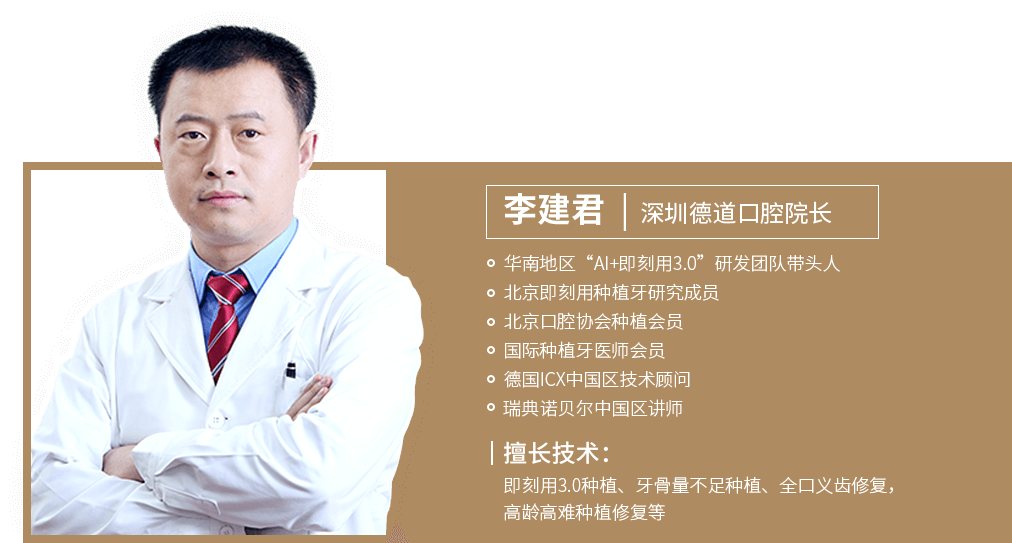 李建君 | 深圳德道口腔院长
华南地区“AI+即刻用3.0”研发团队带头人
北京即刻用种植牙研究成员
北京口腔协会种植会员
国际种植牙医师会员
德国ICX中国区技术顾问
瑞典诺贝尔中国区讲师
擅长技术：
即刻用3.0种植、牙骨量不足种植、全口义齿修复，
高龄高难种植修复等